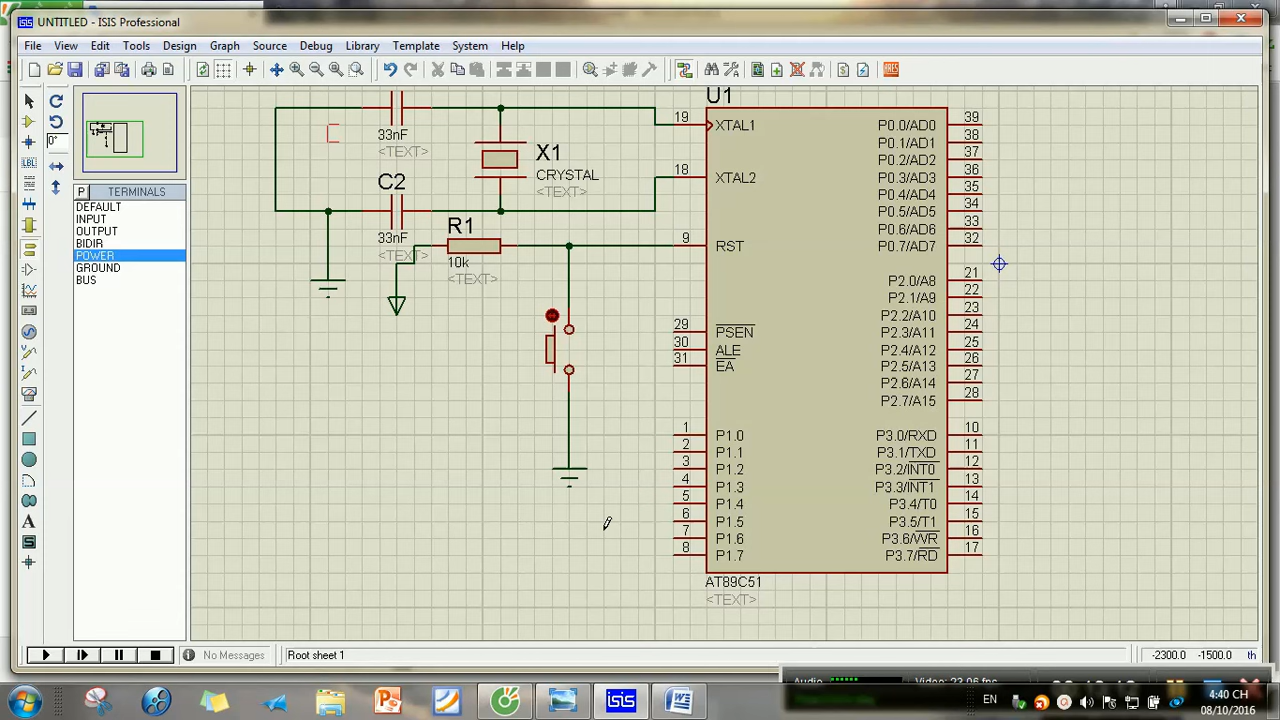 UNTITLED - ISIS Professional
File View Edit Tools Design Graph Source Debug Library Template System Help
0°
LBL
A
P TERMINALS
DEFAULT
INPUT
OUTPUT
BIDIR
POWER
GROUND
BUS
33nF
<TEXT>
C2
33nF
<TEXT>
X1
CRYSTAL
<TEXT>
R1
10k
<TEXT>
U1
19 XTAL1
18 XTAL2
9 RST
29 PSEN
30 ALE
31 EA
1 P1.0
2 P1.1
3 P1.2
4 P1.3
5 P1.4
6 P1.5
7 P1.6
8 P1.7
P0.0/AD0 39
P0.1/AD1 38
P0.2/AD2 37
P0.3/AD3 36
P0.4/AD4 35
P0.5/AD5 34
P0.6/AD6 33
P0.7/AD7 32
P2.0/A8 21
P2.1/A9 22
P2.2/A10 23
P2.3/A11 24
P2.4/A12 25
P2.5/A13 26
P2.6/A14 27
P2.7/A15 28
P3.0/RXD 10
P3.1/TXD 11
P3.2/INT0 12
P3.3/INT1 13
P3.4/T0 14
P3.5/T1 15
P3.6/WR 16
P3.7/RD 17
AT89C51
<TEXT>
No Messages Root sheet 1 -2300.0 -1500.0 th
Audio Video: 23.06 fps
isis
EN
4:40 CH
08/10/2016